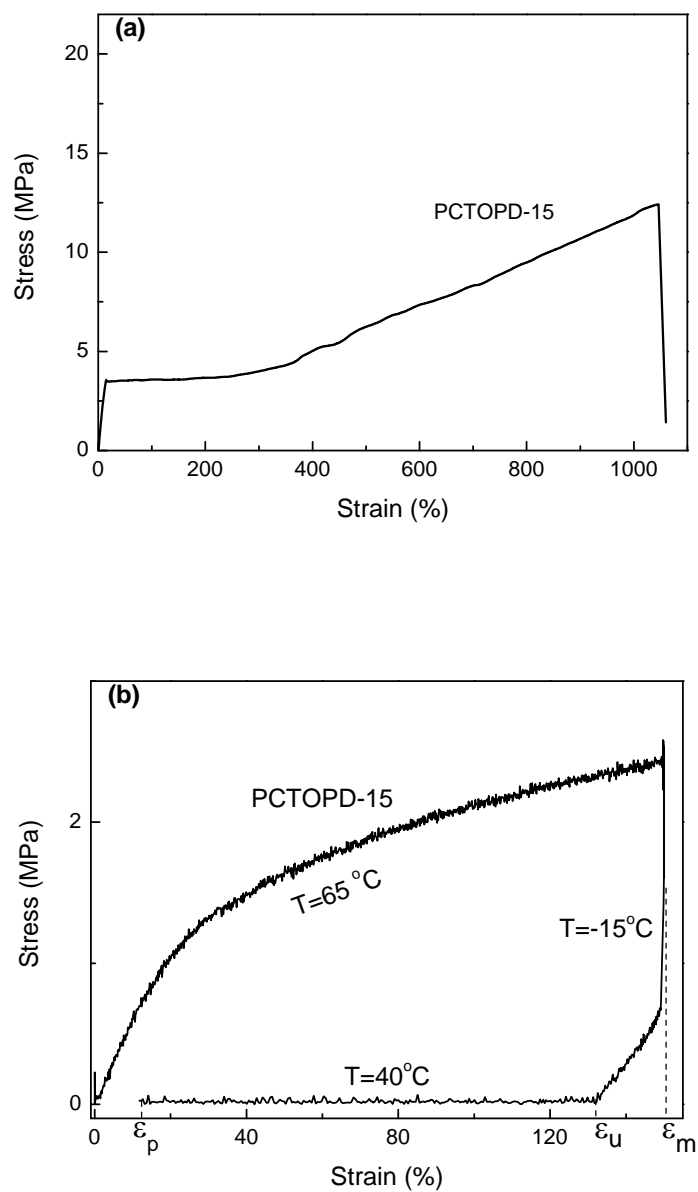 (a)
20
15
10
5
0
Stress (MPa)
PCTOPD-15
0 200 400 600 800 1000
Strain (%)
(b)
PCTOPD-15
2
T=65 °C
Stress (MPa)
T=-15°C
T=40°C
0
0 εp 40 80 120 εu εm
Strain (%)